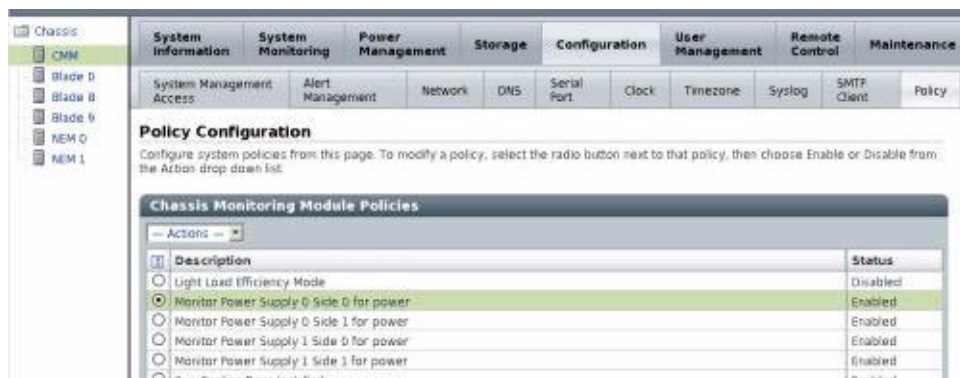 Chassis
CMM
Blade 0
Blade 8
Blade 9
NEM 0
NEM 1
System Information
System Monitoring
Power Management
Storage
Configuration
User Management
Remote Control
Maintenance
System Management Access
Alert Management
Network
DNS
Serial Port
Clock
Timezone
Syslog
SMTP Client
Policy
Policy Configuration
Configure system policies from this page. To modify a policy, select the radio button next to that policy, then choose Enable or Disable from
the Action drop down list.
Chassis Monitoring Module Policies
— Actions —
Description Status
Light Load Efficiency Mode Disabled
Monitor Power Supply 0 Side 0 for power Enabled
Monitor Power Supply 0 Side 1 for power Enabled
Monitor Power Supply 1 Side 0 for power Enabled
Monitor Power Supply 1 Side 1 for power Enabled